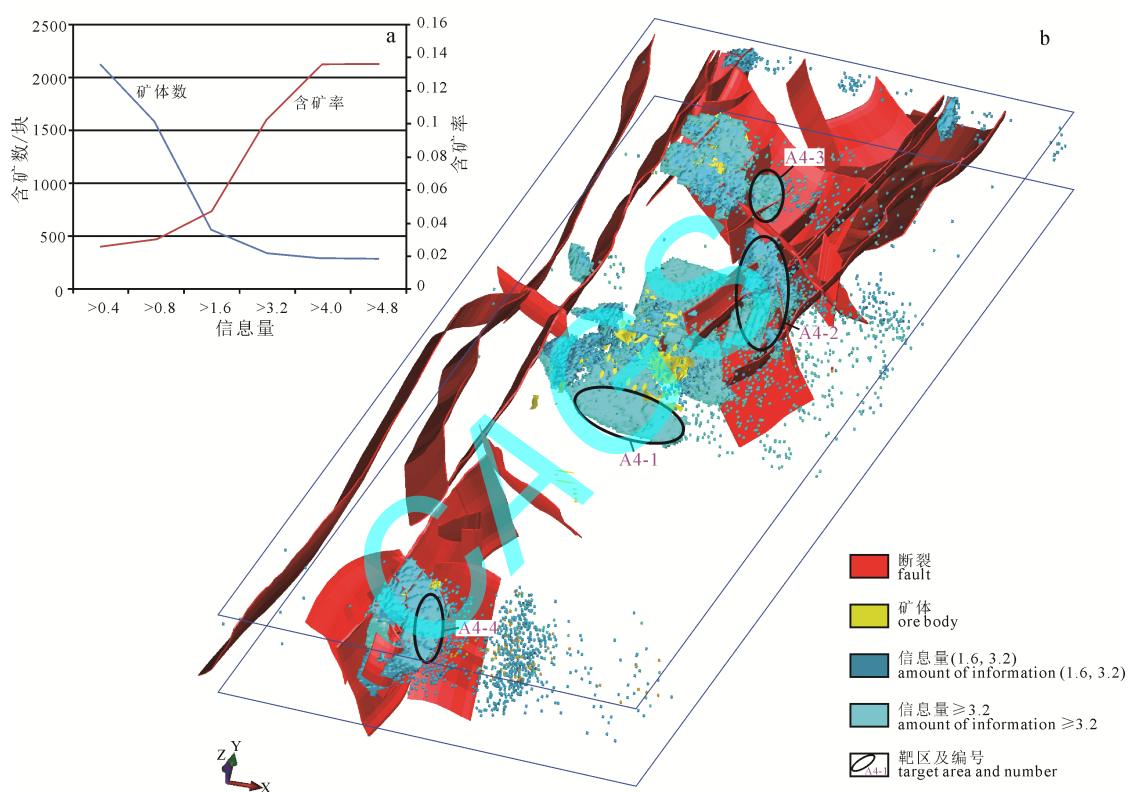 a
2500
2000
1500
1000
500
0
含矿数/块
0.16
0.14
0.12
0.1
0.08
0.06
0.04
0.02
0
含矿率
矿体数
含矿率
>0.4
>0.8
>1.6
>3.2
>4.0
>4.8
信息量
b
A4-3
A4-2
A4-1
A4-4
CAGS
断裂
fault
矿体
ore body
信息量(1.6, 3.2)
amount of information (1.6, 3.2)
信息量≥3.2
amount of information ≥3.2
A4-1
靶区及编号
target area and number
Z
Y
X